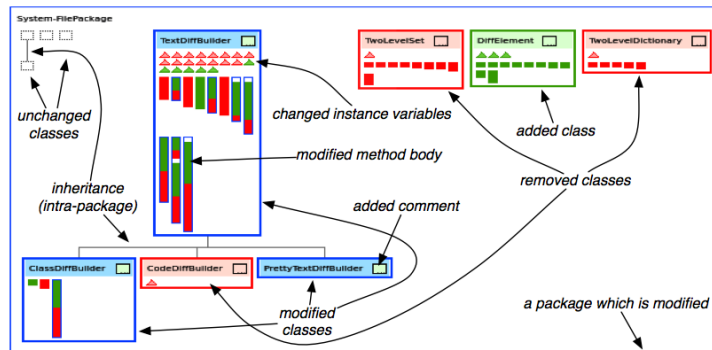 System-FilePackage
TextDiffBuilder
TwoLevelSet
DiffElement
TwoLevelDictionary
unchanged
classes
changed instance variables
added class
modified method body
removed classes
inheritance
(intra-package)
added comment
ClassDiffBuilder
CodeDiffBuilder
PrettyTextDiffBuilder
modified
classes
a package which is modified